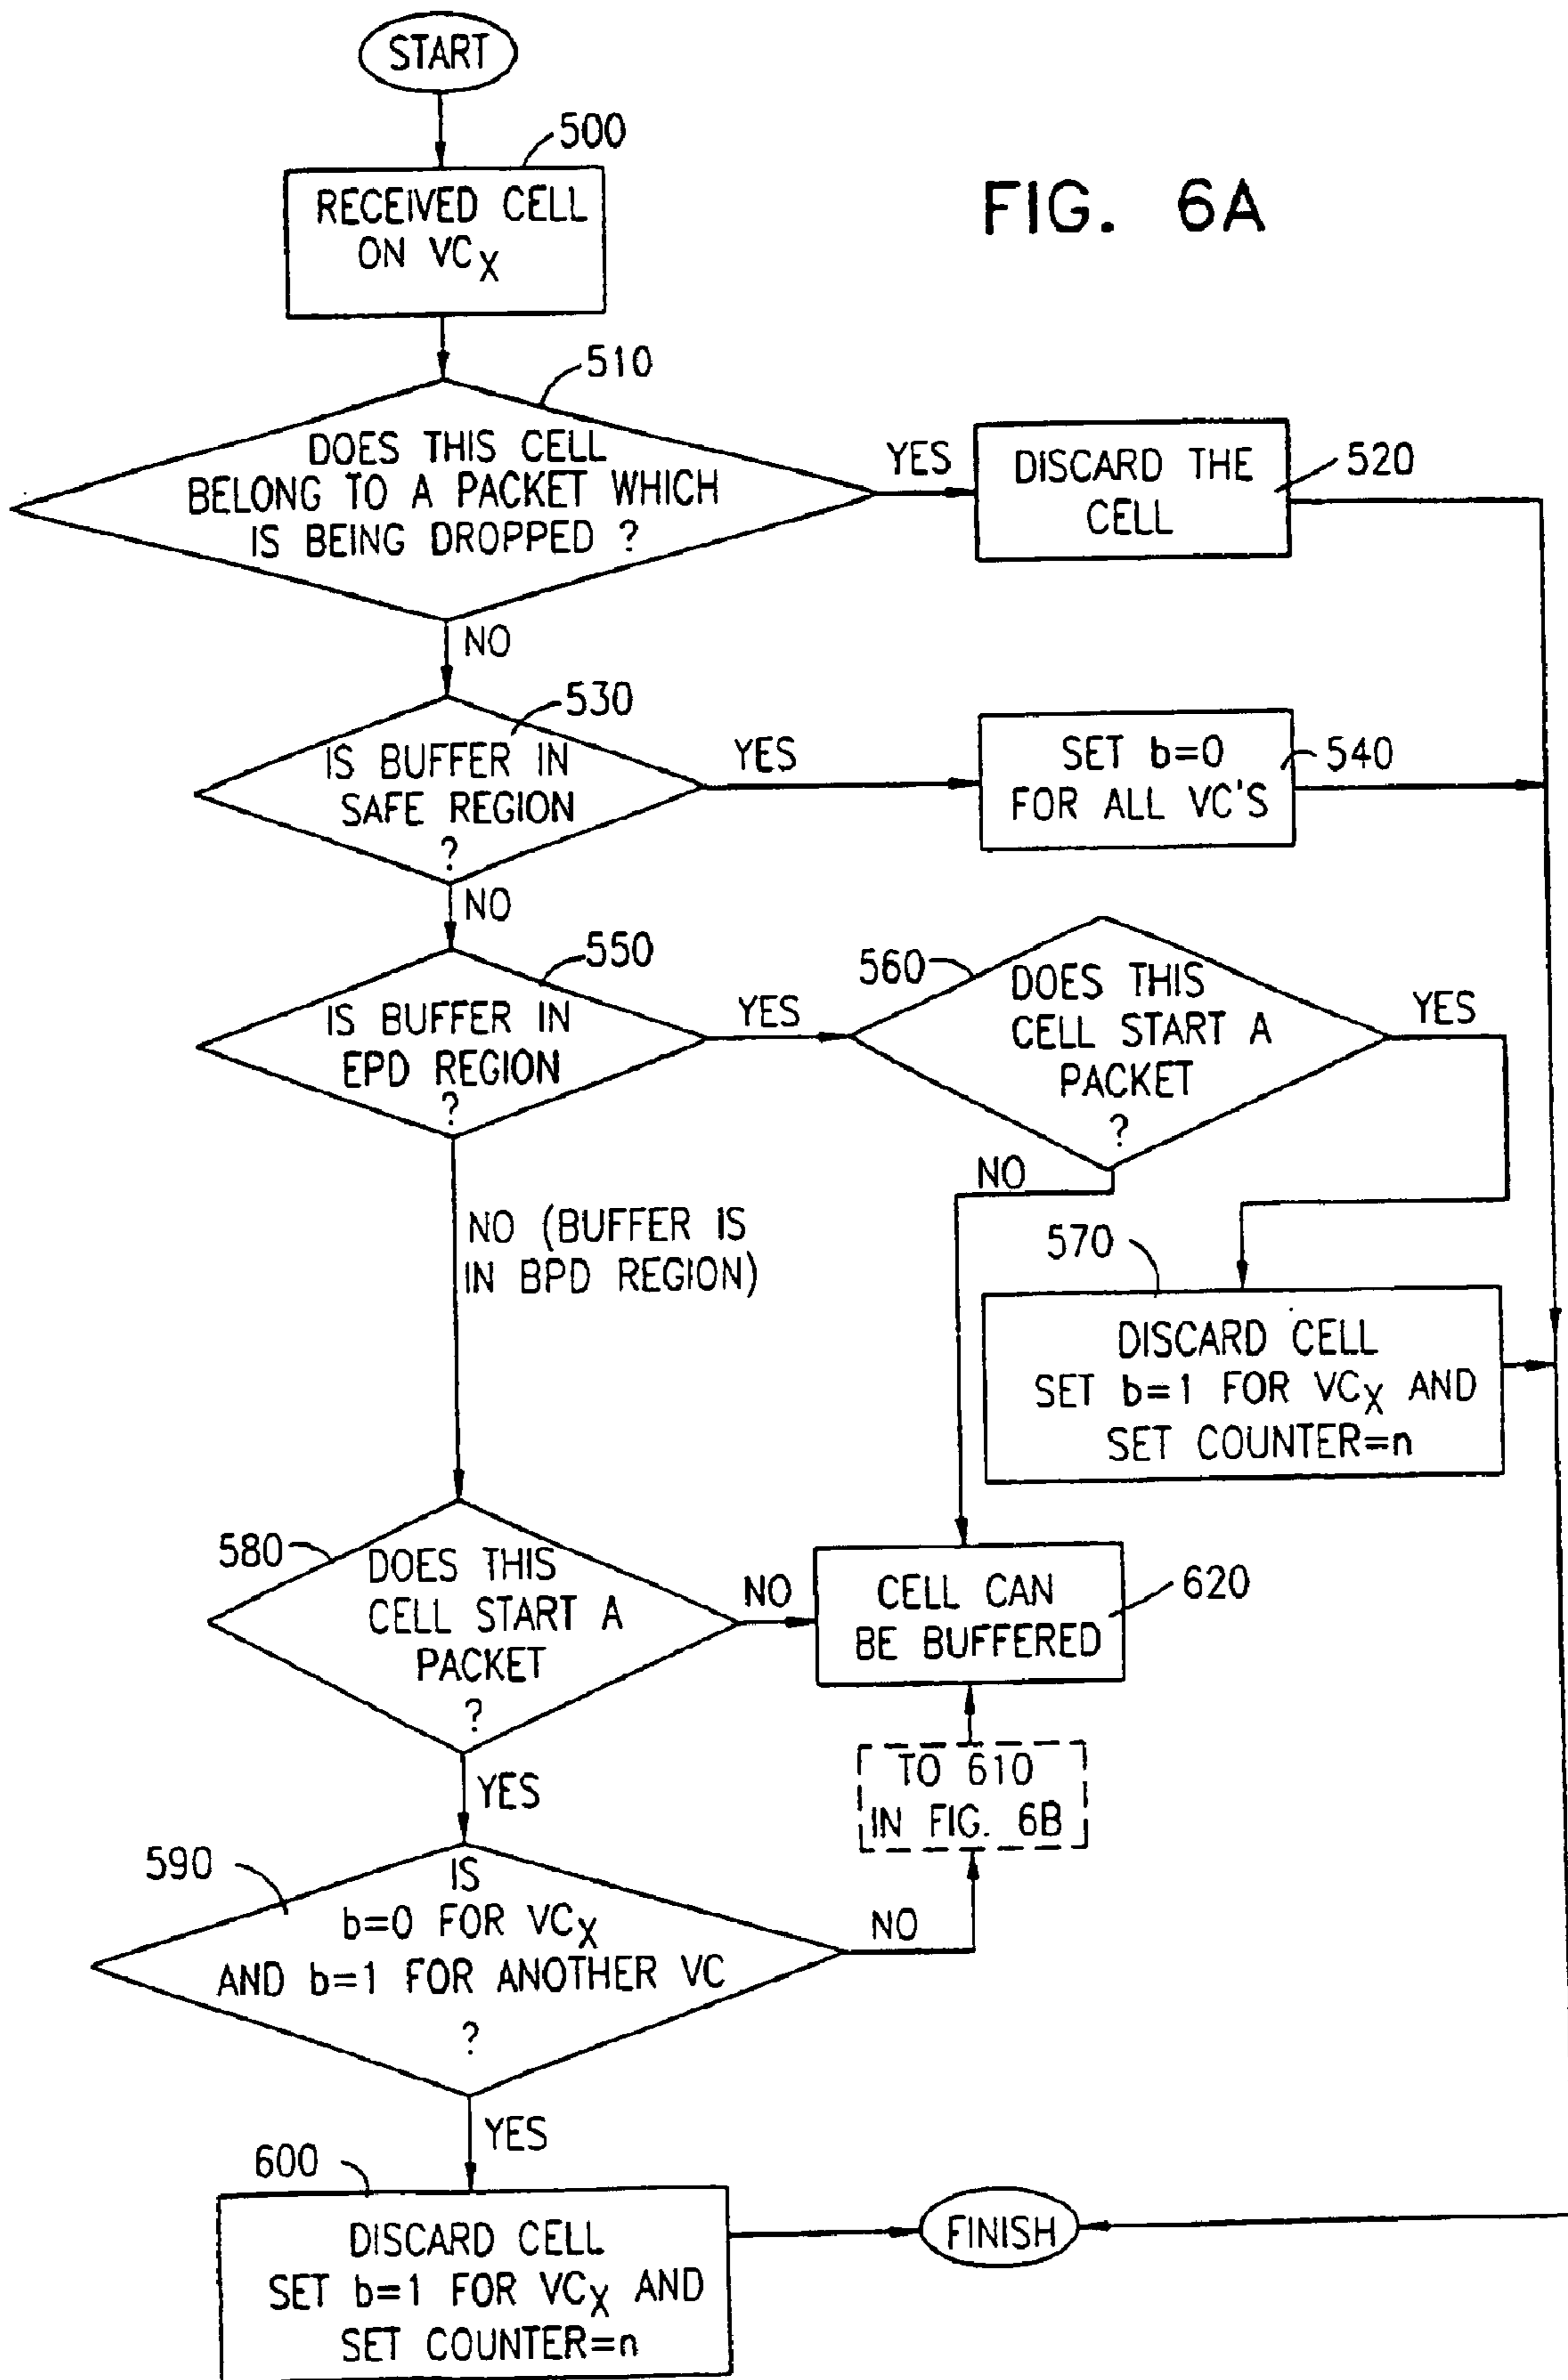 START
500
RECEIVED CELL
ON VCX
FIG. 6A
510
DOES THIS CELL
BELONG TO A PACKET WHICH
IS BEING DROPPED ?
YES
DISCARD THE
CELL
520
NO
530
IS BUFFER IN
SAFE REGION
?
YES
SET b=0
FOR ALL VC'S
540
NO
550
IS BUFFER IN
EPD REGION
?
YES
560
DOES THIS
CELL START A
PACKET
?
YES
NO
NO (BUFFER IS
IN BPD REGION)
570
DISCARD CELL
SET b=1 FOR VCX AND
SET COUNTER=n
580
DOES THIS
CELL START A
PACKET
?
NO
CELL CAN
BE BUFFERED
620
YES
TO 610
IN FIG. 6B
590
IS
b=0 FOR VCX
AND b=1 FOR ANOTHER VC
?
NO
YES
600
DISCARD CELL
SET b=1 FOR VCX AND
SET COUNTER=n
FINISH